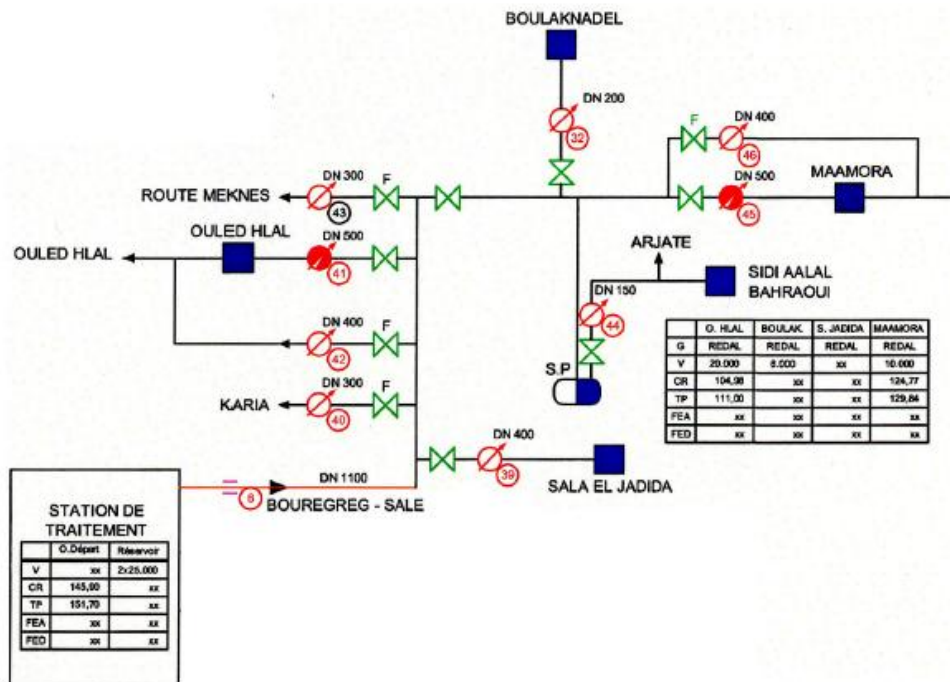 BOULAKNADEL
DN 200
32
F
DN 400
46
DN 500
45
MAAMORA
ROUTE MEKNES
DN 300
F
43
OULED HLAL
OULED HLAL
DN 500
41
ARJATE
SIDI AALAL
BAHRAOUI
DN 150
44
S.P
DN 400
F
42
KARIA
DN 300
F
40
O. HLAL BOULAK. S. JADIDA MAAMORA
G REDAL REDAL REDAL REDAL
V 20.000 6.000 xx 10.000
CR 104,98 xx xx 124,77
TP 111,00 xx xx 129,84
FEA xx xx xx xx
FED xx xx xx xx
DN 400
39
SALA EL JADIDA
DN 1100
BOUREGREG - SALE
STATION DE
TRAITEMENT
O.Départ Réservoir
V xx 2x25,000
CR 145,90 xx
TP 151,70 xx
FEA xx xx
FED xx xx